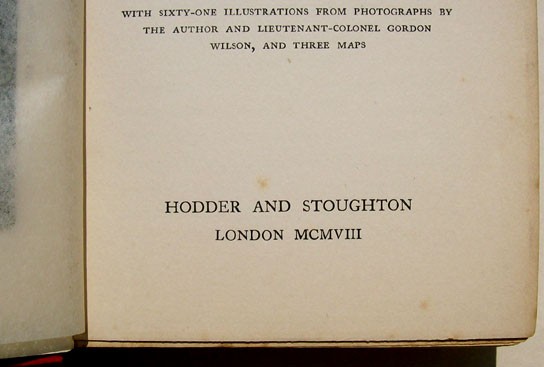 WITH SIXTY-ONE ILLUSTRATIONS FROM PHOTOGRAPHS BY
THE AUTHOR AND LIEUTENANT-COLONEL GORDON
WILSON, AND THREE MAPS
HODDER AND STOUGHTON
LONDON MCMVIII